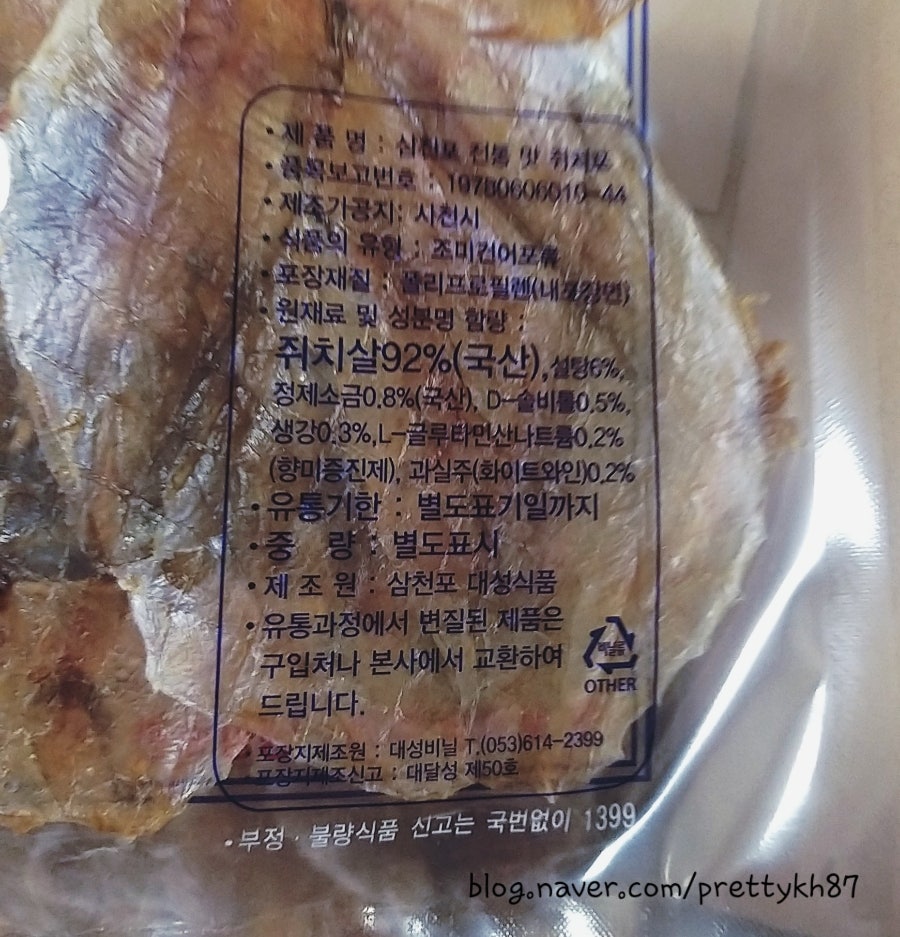 • 제 품 명 : 삼천포 전통 맛 쥐치포
• 품목보고번호 : 19780606010-44
• 제조가공지: 사천시
• 식품의 유형 : 조미건어포류
• 포장재질 : 폴리프로필렌(내포장면)
• 원재료 및 성분명 함량 :
쥐치살92%(국산),설탕6%,
정제소금0.8%(국산), D-솔비톨0.5%,
생강0.3%,L-글루타민산나트륨0.2%
(향미증진제), 과실주(화이트와인)0.2%
• 유통기한 : 별도표기일까지
• 중 량 : 별도표시
• 제 조 원 : 삼천포 대성식품
• 유통과정에서 변질된 제품은
구입처나 본사에서 교환하여
드립니다.
OTHER
• 포장지제조원 : 대성비닐 T.(053)614-2399
• 포장지제조신고 : 대달성 제50호
• 부정 · 불량식품 신고는 국번없이 1399
blog.naver.com/prettykh87